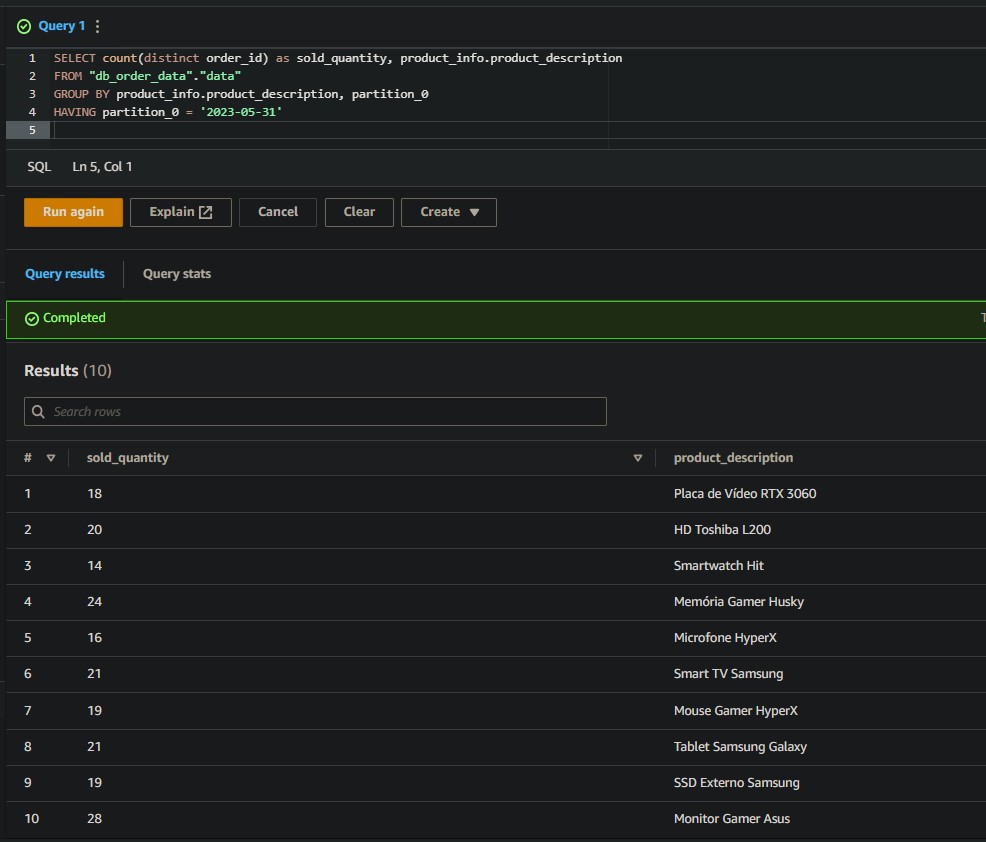 Query 1
1 SELECT count(distinct order_id) as sold_quantity, product_info.product_description
2 FROM "db_order_data"."data"
3 GROUP BY product_info.product_description, partition_0
4 HAVING partition_0 = '2023-05-31'
5
SQL Ln 5, Col 1
Run again Explain Cancel Clear Create
Query results Query stats
Completed
Results (10)
Search rows
# sold_quantity product_description
1 18 Placa de Vídeo RTX 3060
2 20 HD Toshiba L200
3 14 Smartwatch Hit
4 24 Memória Gamer Husky
5 16 Microfone HyperX
6 21 Smart TV Samsung
7 19 Mouse Gamer HyperX
8 21 Tablet Samsung Galaxy
9 19 SSD Externo Samsung
10 28 Monitor Gamer Asus